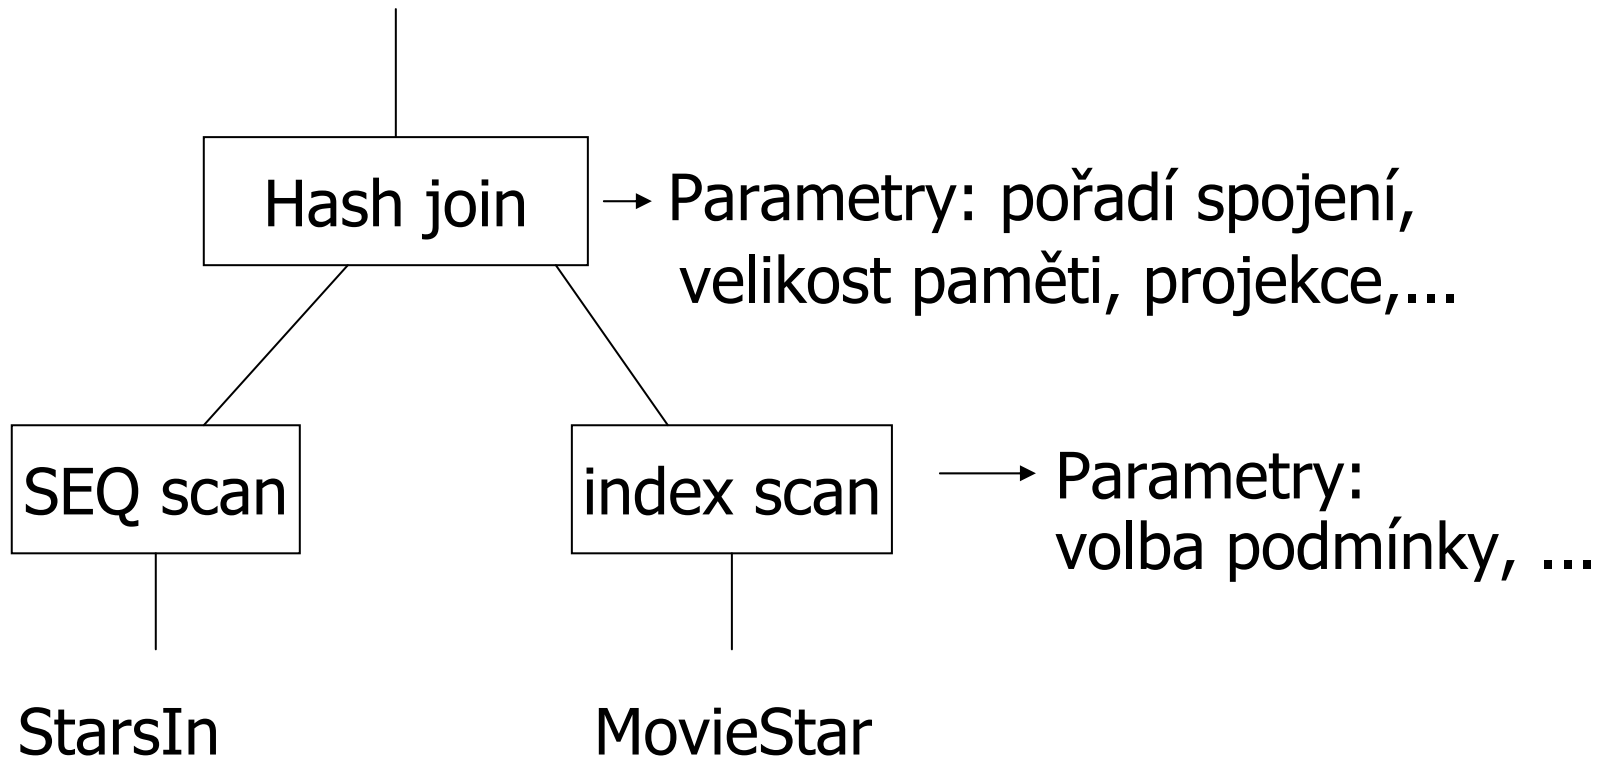 Hash join
Parametry: pořadí spojení,
velikost paměti, projekce,...
SEQ scan
index scan
Parametry:
volba podmínky, ...
StarsIn
MovieStar